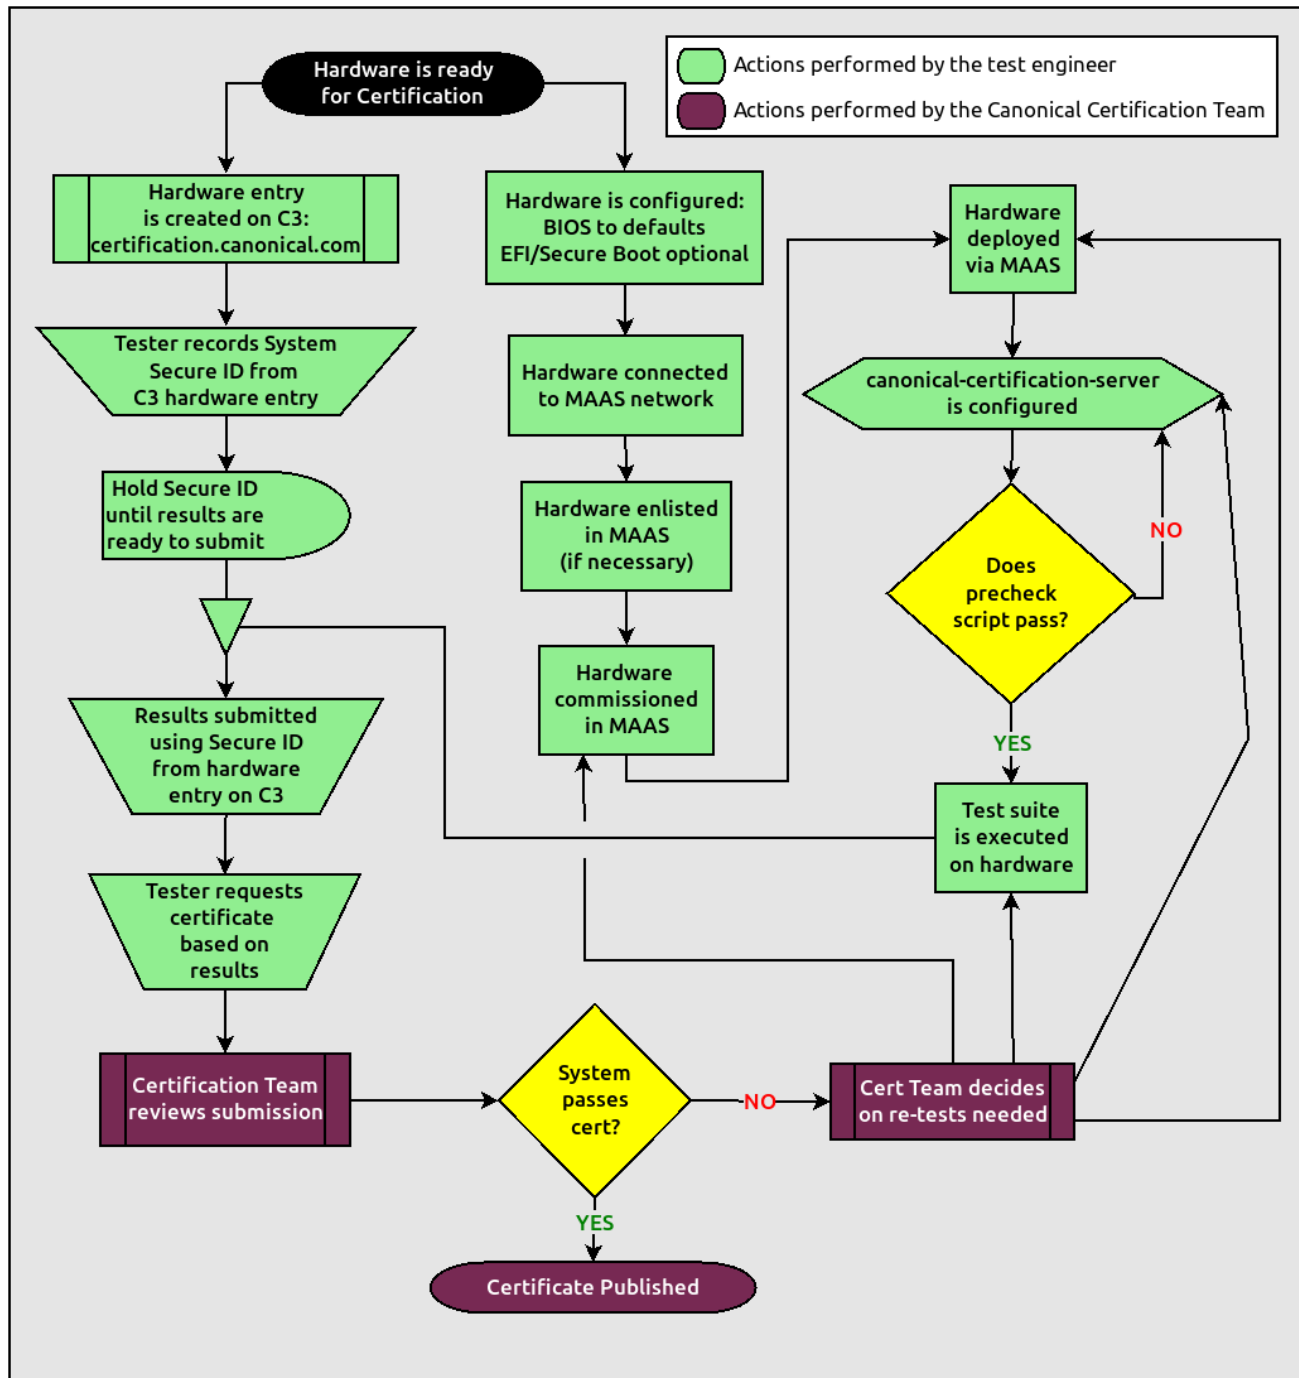 Hardware is ready
for Certification
Actions performed by the test engineer
Actions performed by the Canonical Certification Team
Hardware entry
is created on C3:
certification.canonical.com
Hardware is configured:
BIOS to defaults
EFI/Secure Boot optional
Hardware
deployed
via MAAS
Tester records System
Secure ID from
C3 hardware entry
Hardware connected
to MAAS network
canonical-certification-server
is configured
Hold Secure ID
until results are
ready to submit
Hardware enlisted
in MAAS
(if necessary)
NO
Does
precheck
script pass?
Hardware
commissioned
in MAAS
Results submitted
using Secure ID
from hardware
entry on C3
YES
Test suite
is executed
on hardware
Tester requests
certificate
based on
results
Certification Team
reviews submission
System
passes
cert?
NO
Cert Team decides
on re-tests needed
YES
Certificate Published